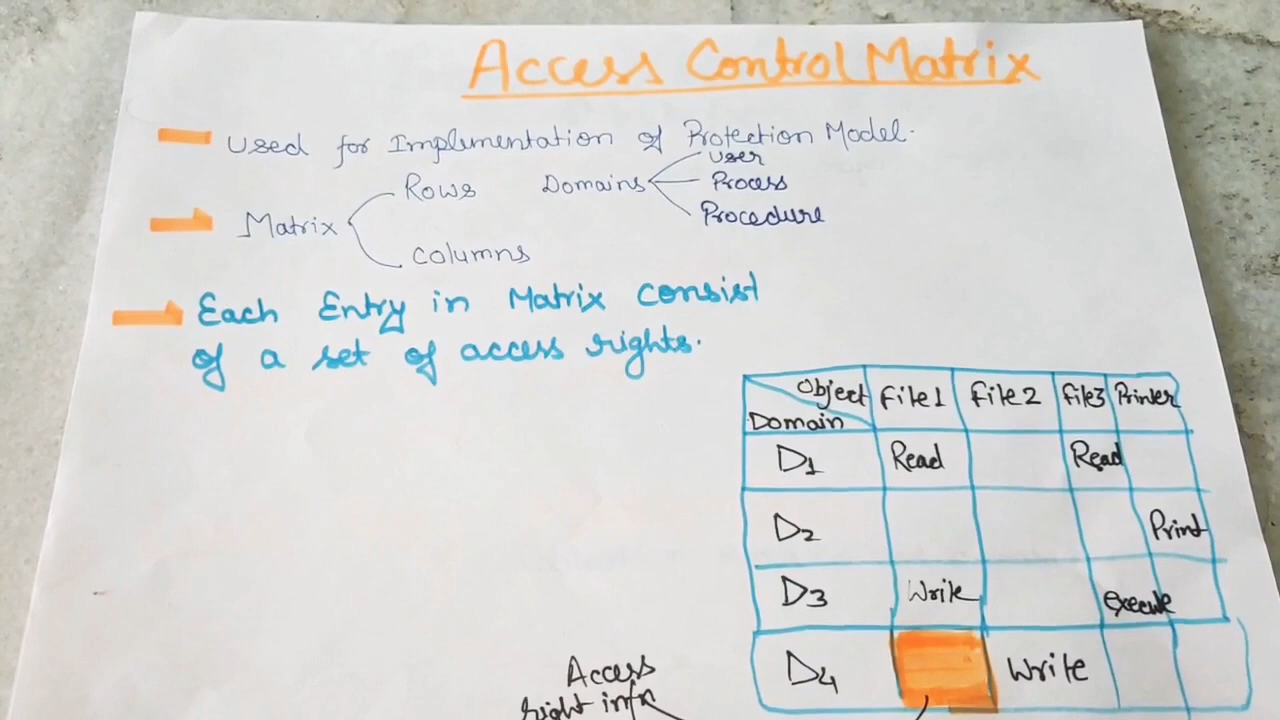 Access Control Matrix
Used for Implementation of Protection Model.
Matrix Rows Domains User
Process
Procedure
Columns
Each Entry in Matrix consist
of a set of access rights.
Object File1 File2 File3 Printer
Domain
D1 Read Read
D2 Print
D3 Write execute
D4 Write
Access
right in